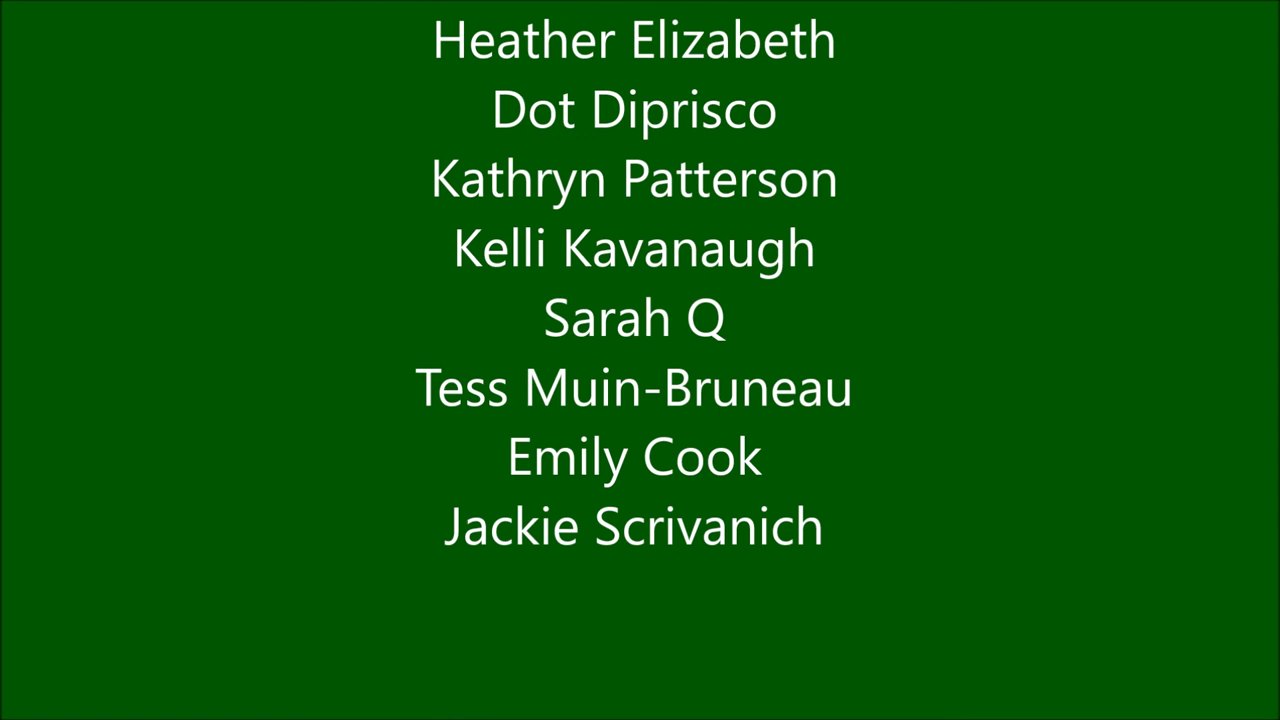 Heather Elizabeth
Dot Diprisco
Kathryn Patterson
Kelli Kavanaugh
Sarah Q
Tess Muin-Bruneau
Emily Cook
Jackie Scrivanich